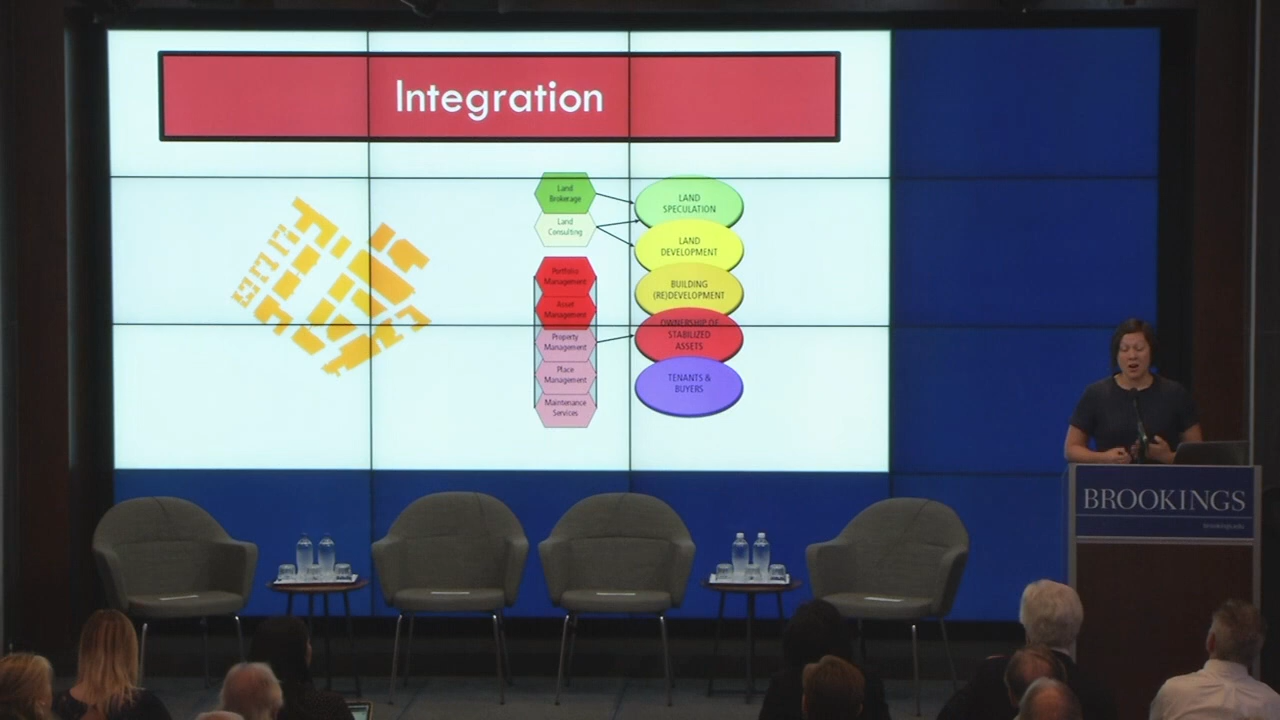 Integration
Land
Brokerage
Land
Consulting
Portfolio
Management
Asset
Management
Property
Management
Place
Management
Maintenance
Services
LAND
SPECULATION
LAND
DEVELOPMENT
BUILDING
(RE)DEVELOPMENT
OWNERSHIP OF
STABILIZED
ASSETS
TENANTS &
BUYERS
BROOKINGS